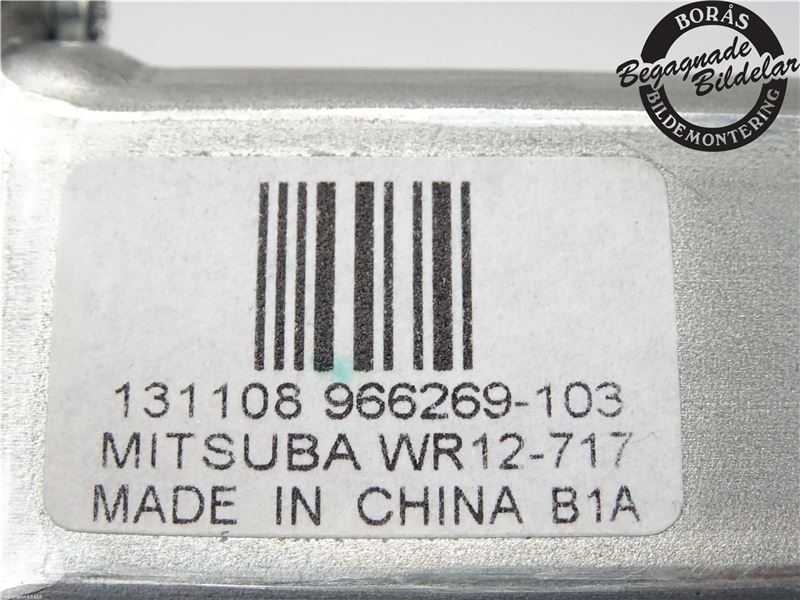 BORÅS
Begagnade
Bildelar
BILDEMONTERING
131108 966269-103
MITSUBA WR12-717
MADE IN CHINA B1A